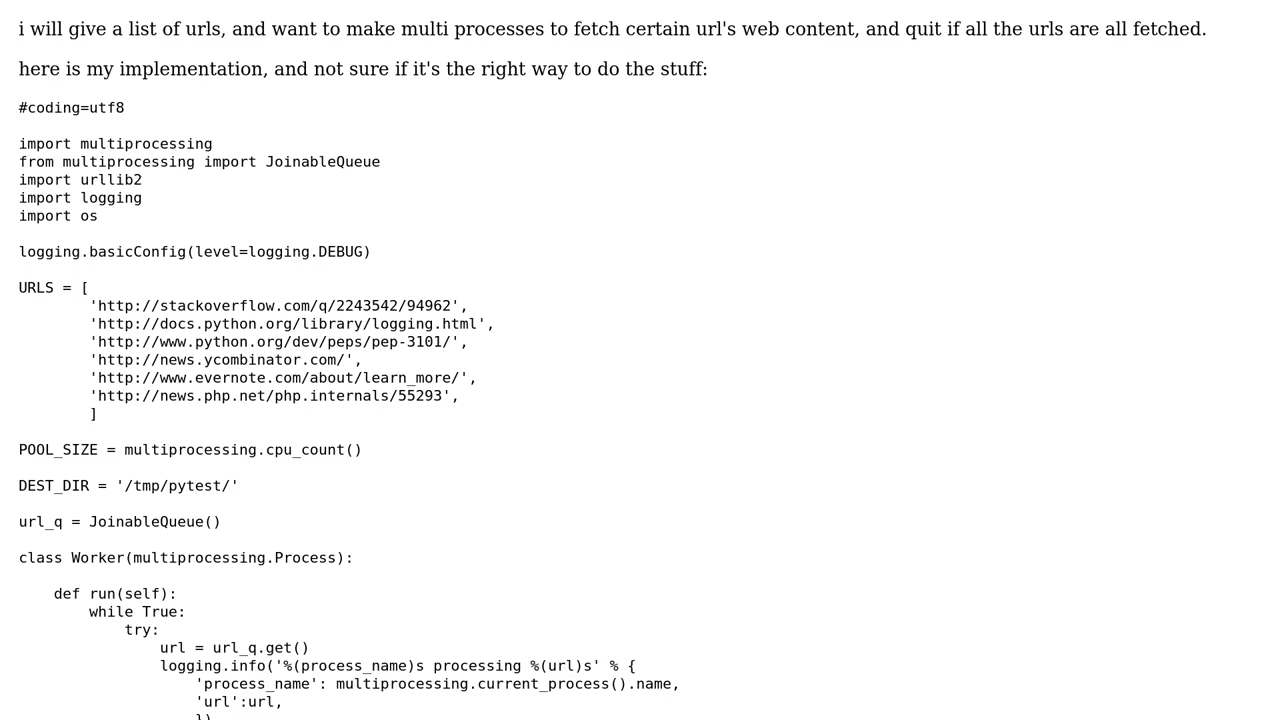 i will give a list of urls, and want to make multi processes to fetch certain url's web content, and quit if all the urls are all fetched.
here is my implementation, and not sure if it's the right way to do the stuff:
#coding=utf8
import multiprocessing
from multiprocessing import JoinableQueue
import urllib2
import logging
import os
logging.basicConfig(level=logging.DEBUG)
URLS = [
        'http://stackoverflow.com/q/2243542/94962',
        'http://docs.python.org/library/logging.html',
        'http://www.python.org/dev/peps/pep-3101/',
        'http://news.ycombinator.com/',
        'http://www.evernote.com/about/learn_more/',
        'http://news.php.net/php.internals/55293',
        ]
POOL_SIZE = multiprocessing.cpu_count()
DEST_DIR = '/tmp/pytest/'
url_q = JoinableQueue()
class Worker(multiprocessing.Process):
    def run(self):
        while True:
            try:
                url = url_q.get()
                logging.info('%(process_name)s processing %(url)s' % {
                    'process_name': multiprocessing.current_process().name,
                    'url':url,
                    })